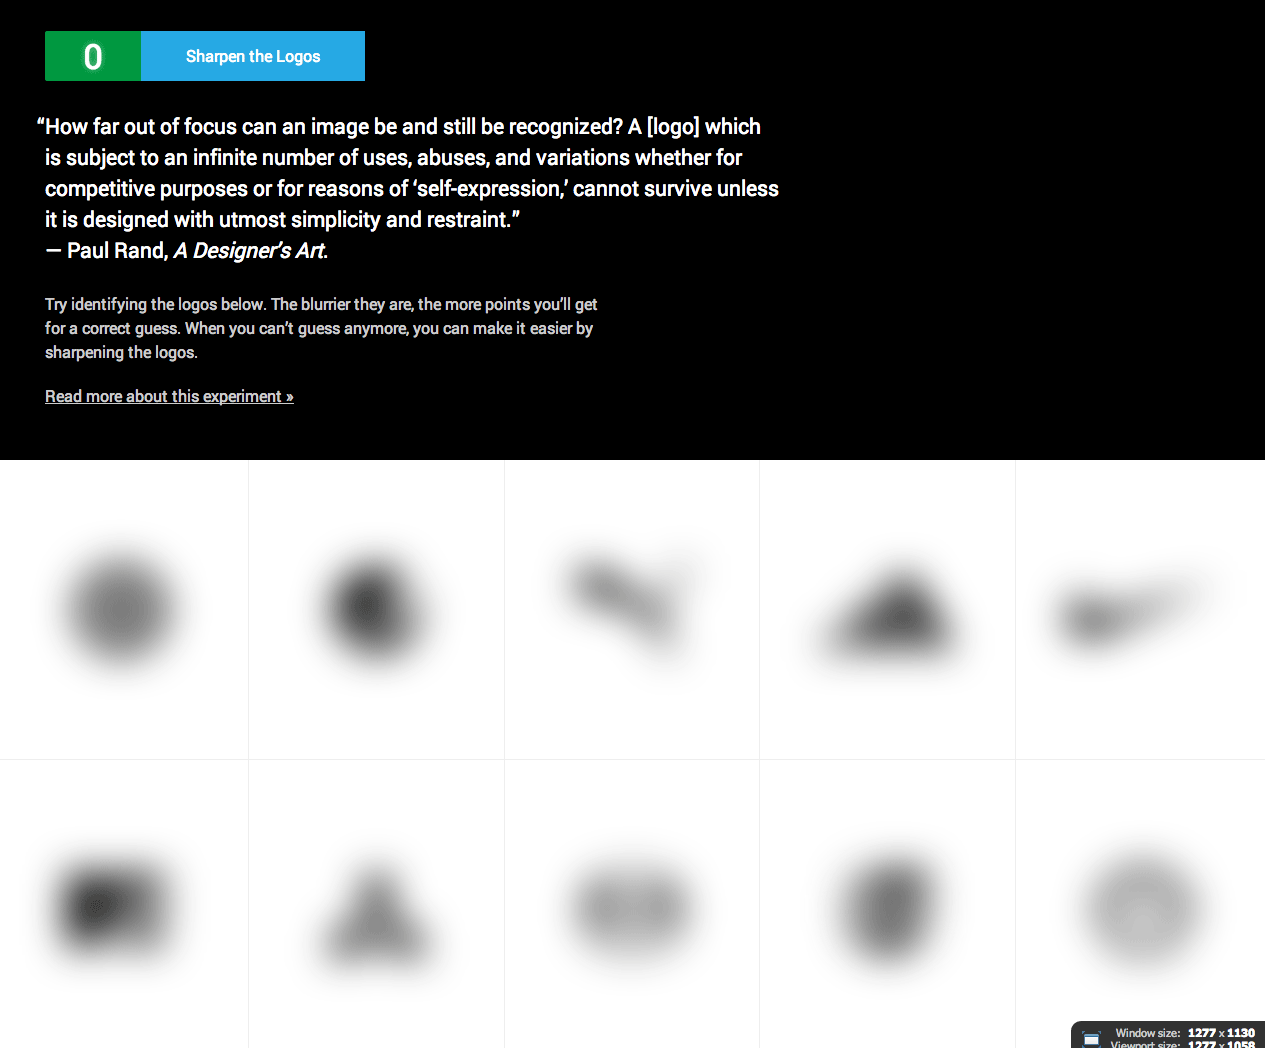 0
Sharpen the Logos
“How far out of focus can an image be and still be recognized? A [logo] which
is subject to an infinite number of uses, abuses, and variations whether for
competitive purposes or for reasons of ‘self-expression,’ cannot survive unless
it is designed with utmost simplicity and restraint.”
— Paul Rand, A Designer’s Art.
Try identifying the logos below. The blurrier they are, the more points you’ll get
for a correct guess. When you can’t guess anymore, you can make it easier by
sharpening the logos.
Read more about this experiment »
Window size: 1277 x 1130
Viewport size: 1277 x 1058